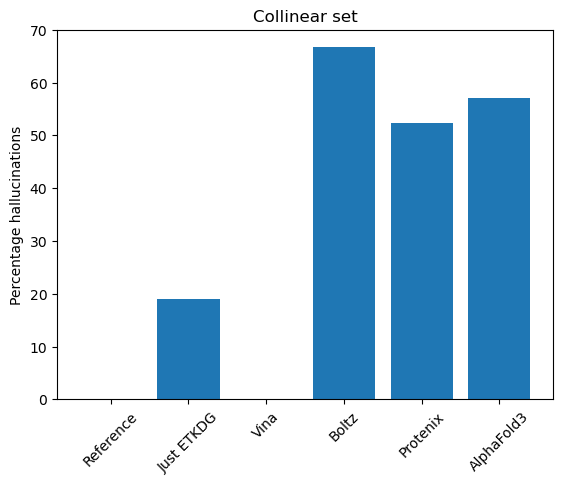 Collinear set
Percentage hallucinations
70
60
50
40
30
20
10
0
Reference
Just ETKDG
Vina
Boltz
Protenix
AlphaFold3